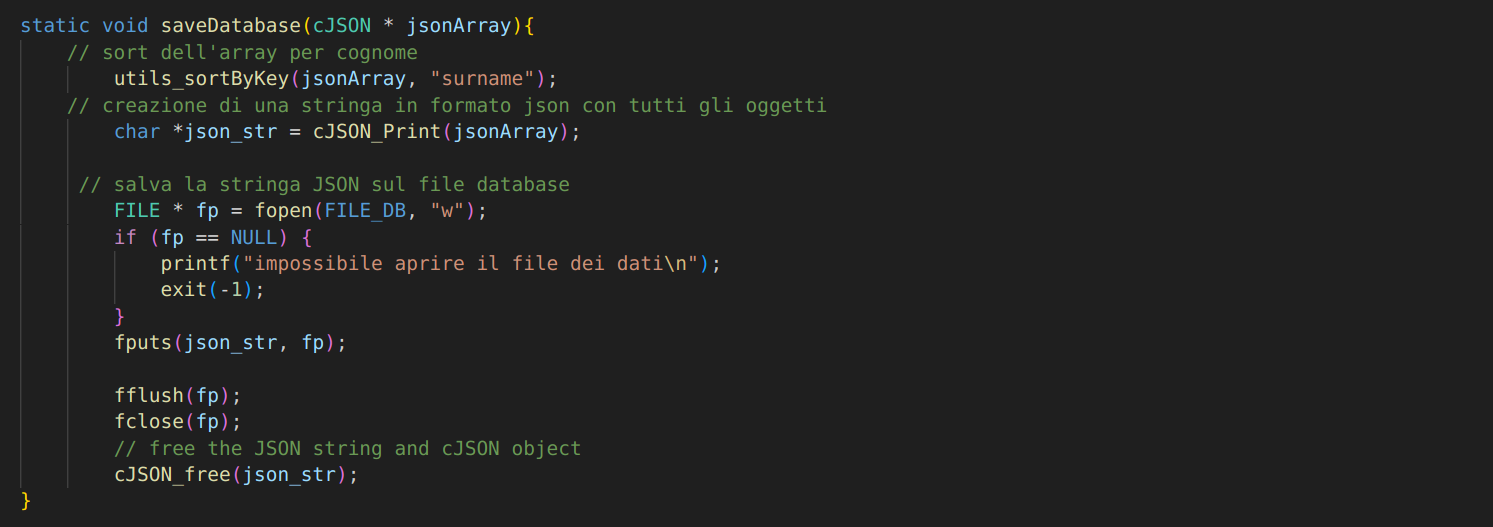 static void saveDatabase(cJSON * jsonArray){
// sort dell'array per cognome
utils_sortByKey(jsonArray, "surname");
// creazione di una stringa in formato json con tutti gli oggetti
char *json_str = cJSON_Print(jsonArray);
// salva la stringa JSON sul file database
FILE * fp = fopen(FILE_DB, "w");
if (fp == NULL) {
printf("impossibile aprire il file dei dati\n");
exit(-1);
}
fputs(json_str, fp);
fflush(fp);
fclose(fp);
// free the JSON string and cJSON object
cJSON_free(json_str);
}